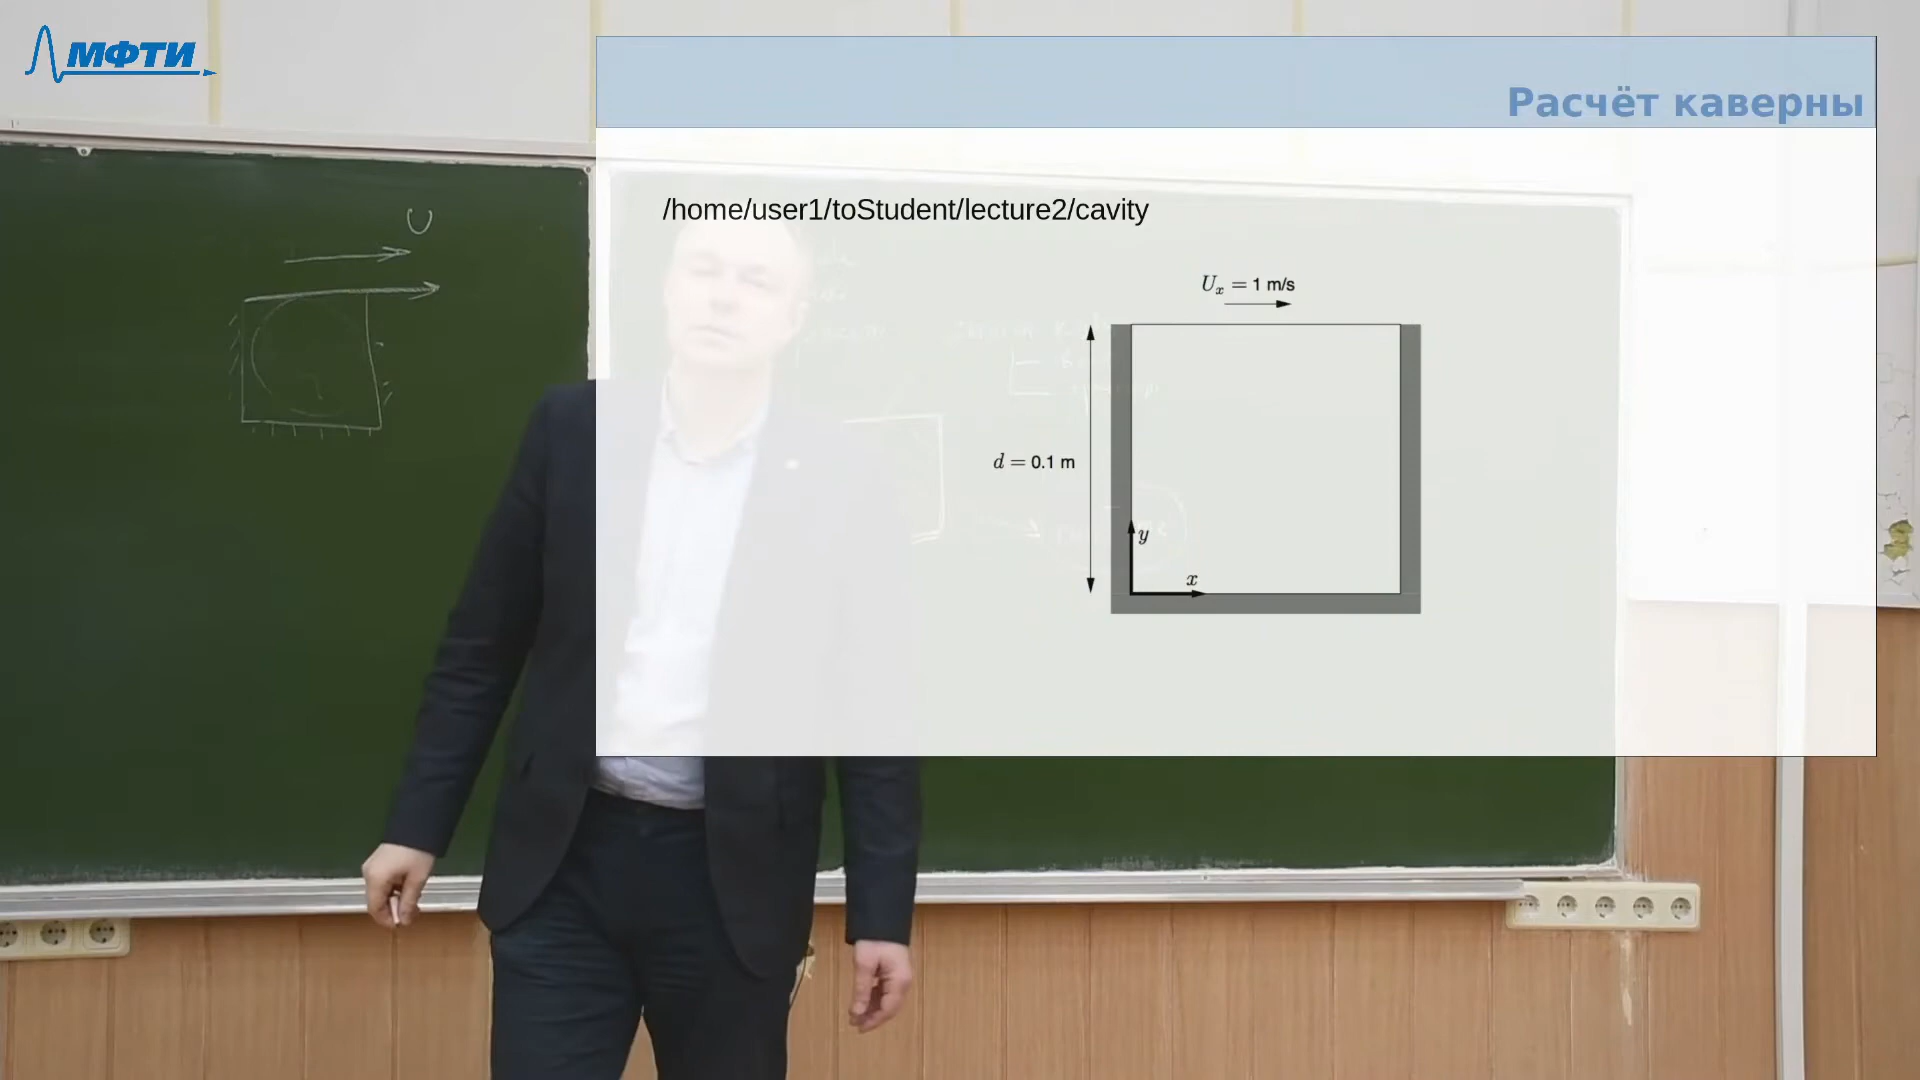 МФТИ
Расчёт каверны
/home/user1/toStudent/lecture2/cavity
U
U_x = 1 m/s
d = 0.1 m
y
x